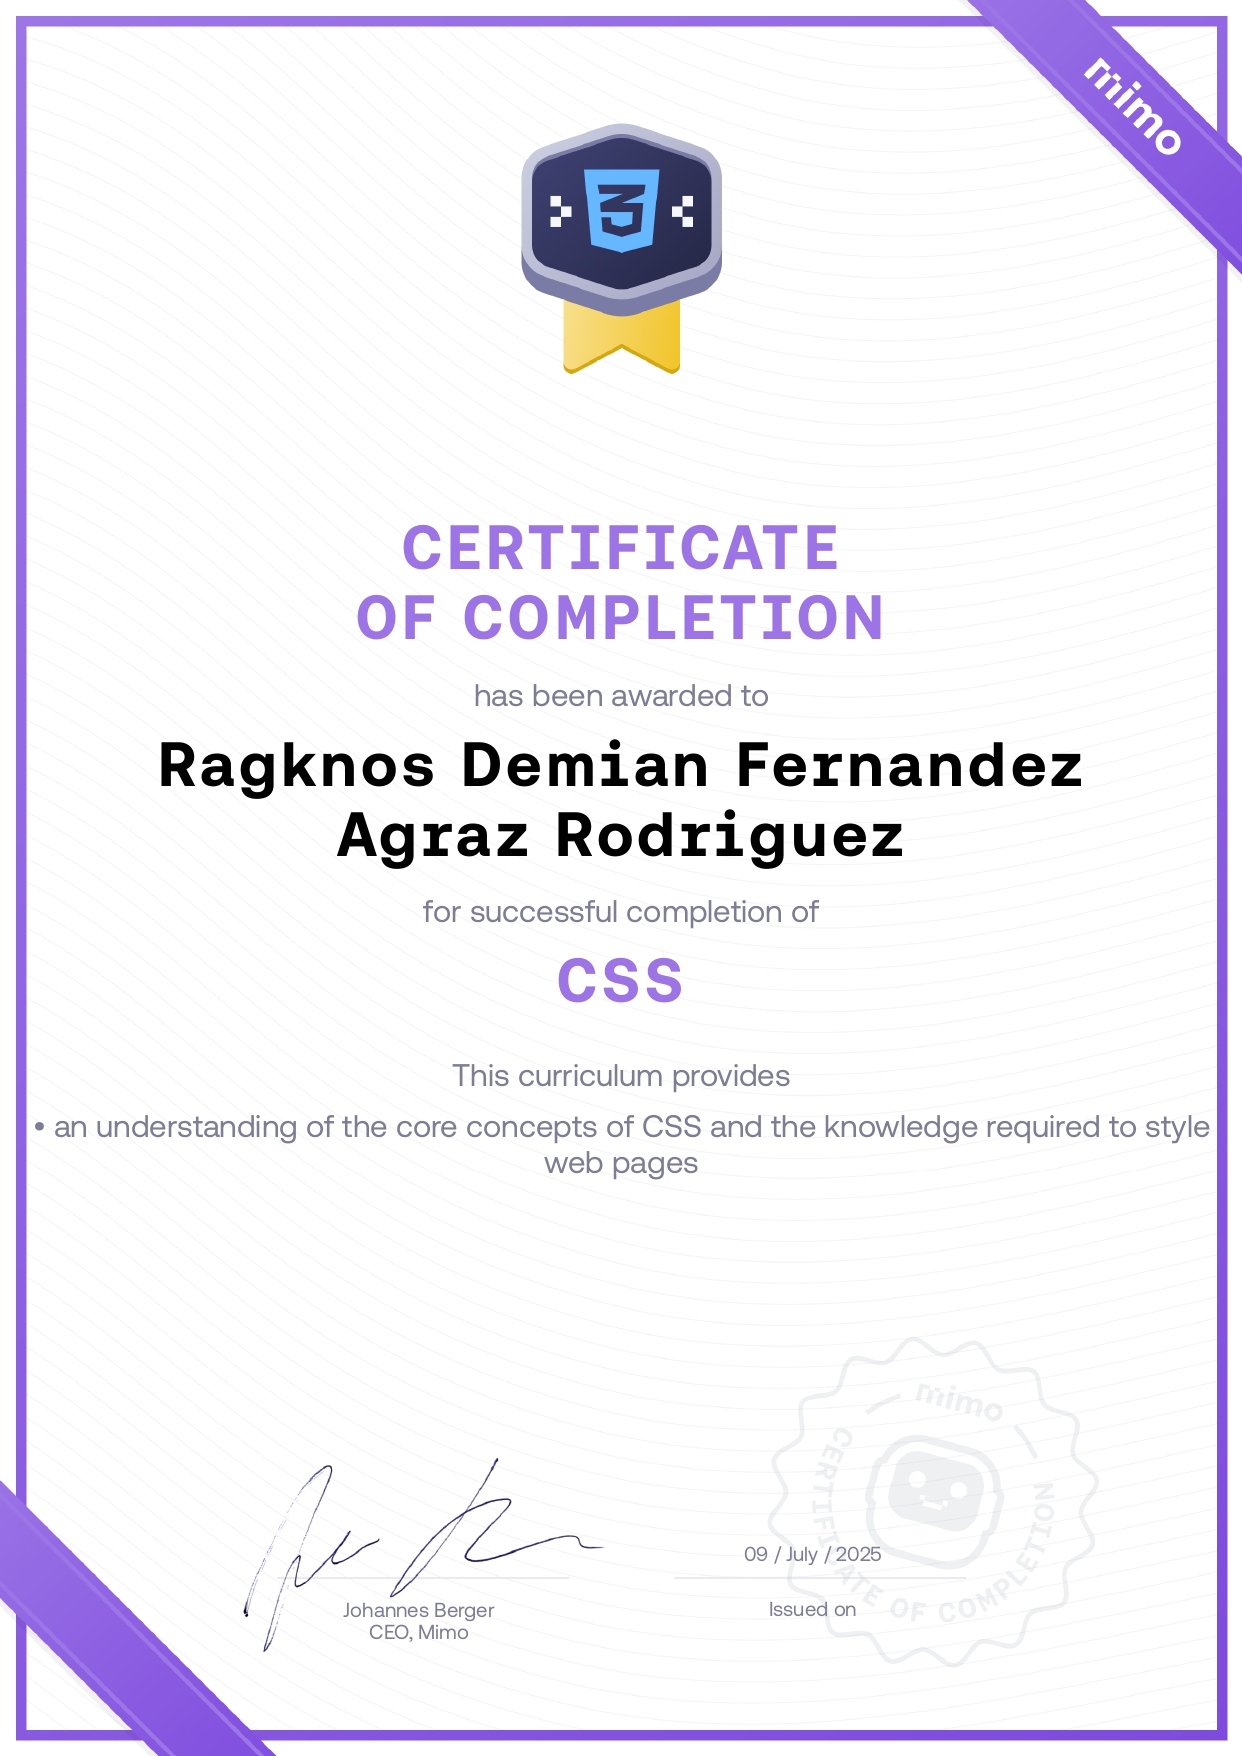 mimo
CERTIFICATE
OF COMPLETION
has been awarded to
Ragknos Demian Fernandez
Agraz Rodriguez
for successful completion of
CSS
This curriculum provides
• an understanding of the core concepts of CSS and the knowledge required to style
web pages
mimo
CERTIFICATE OF COMPLETION
09 / July / 2025
Johannes Berger
CEO, Mimo
Issued on